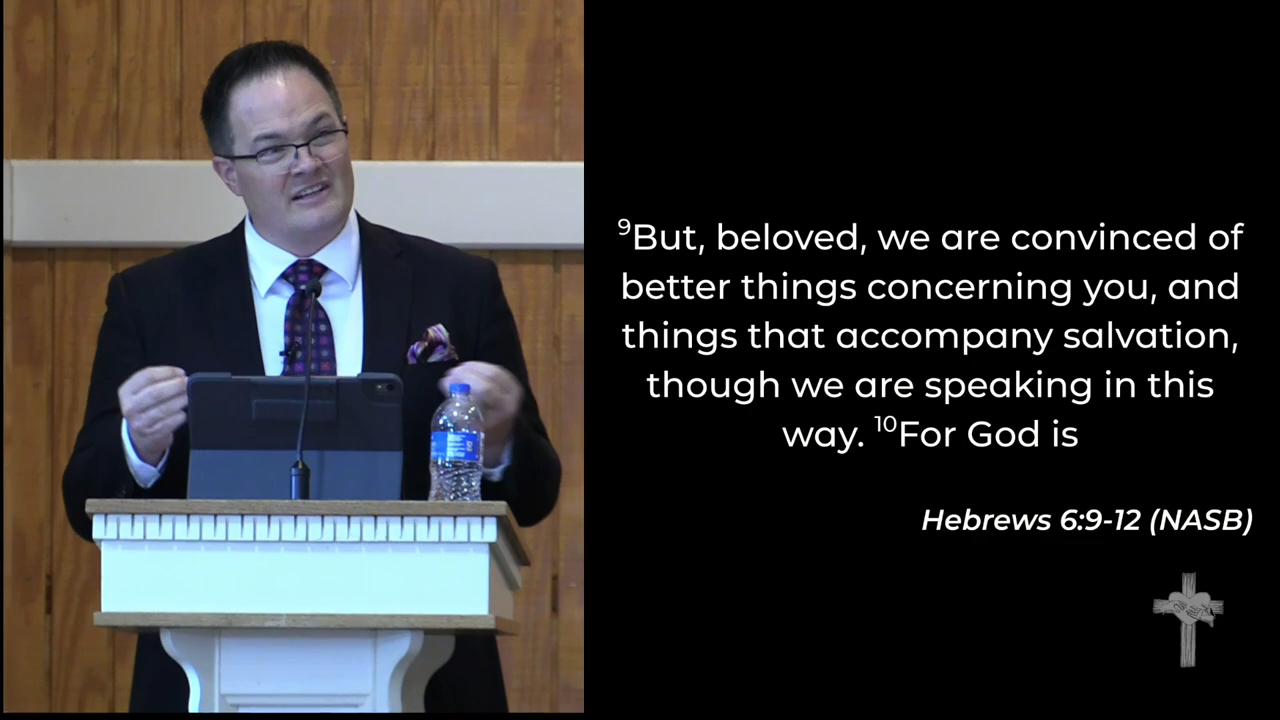 ⁹But, beloved, we are convinced of
better things concerning you, and
things that accompany salvation,
though we are speaking in this
way. ¹⁰For God is
Hebrews 6:9-12 (NASB)